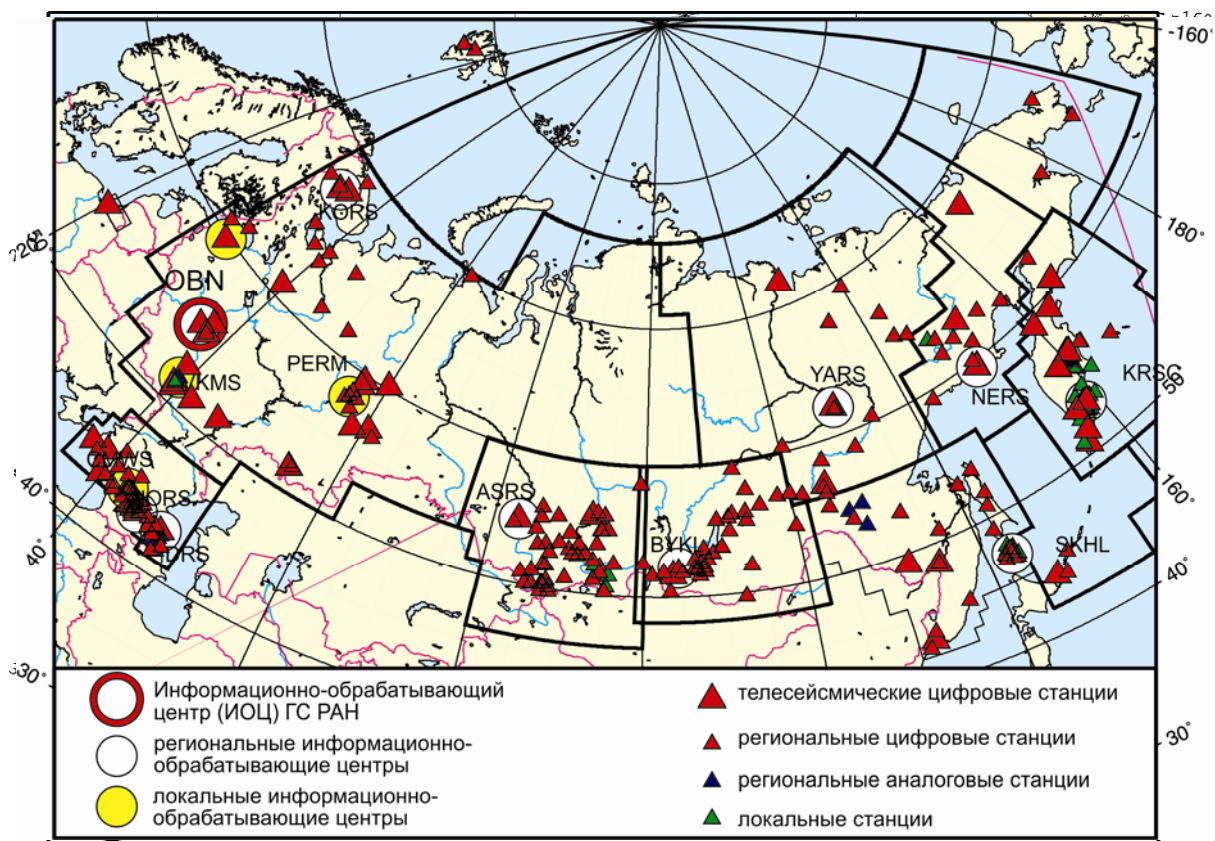 -160°
180°
160°
40°
30°
40°
40°
KORS
OBN
PERM
YARS
NERS
KRSC
ASRS
BYKL
SKHL
DRS
Информационно-обрабатывающий
центр (ИОЦ) ГС РАН
региональные информационно-
обрабатывающие центры
локальные информационно-
обрабатывающие центры
телесейсмические цифровые станции
региональные цифровые станции
региональные аналоговые станции
локальные станции